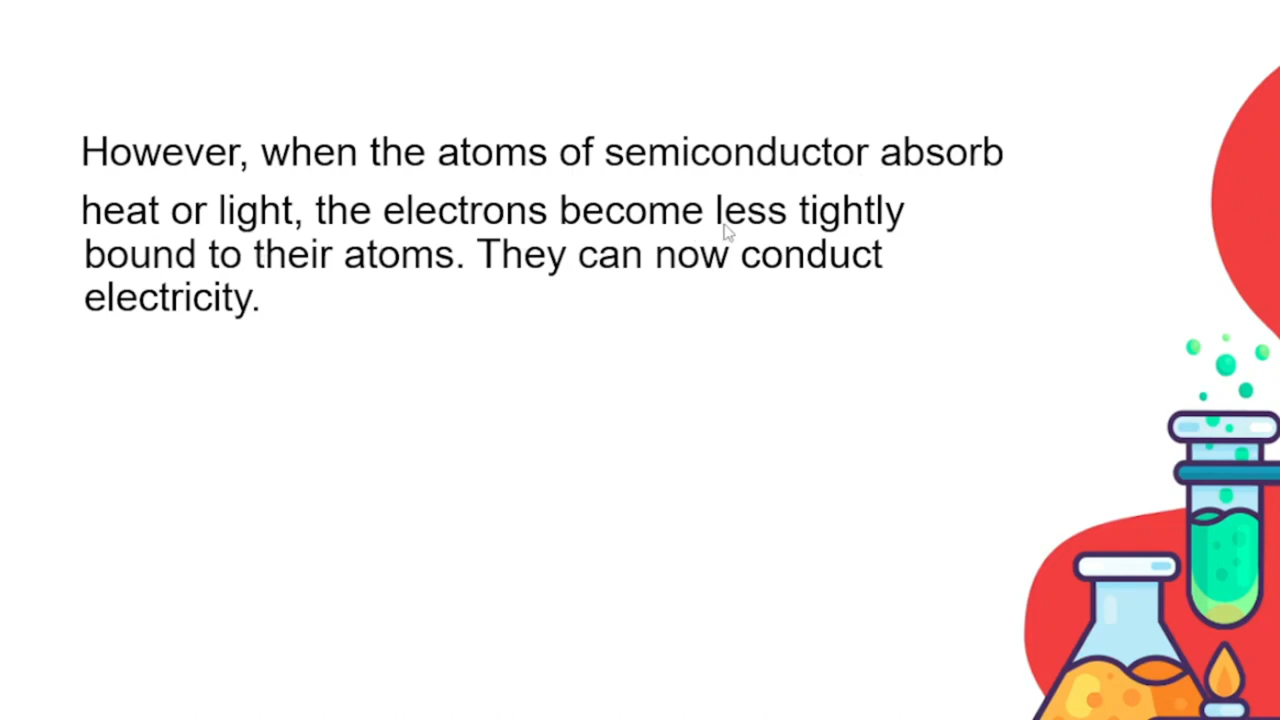 However, when the atoms of semiconductor absorb
heat or light, the electrons become less tightly
bound to their atoms. They can now conduct
electricity.